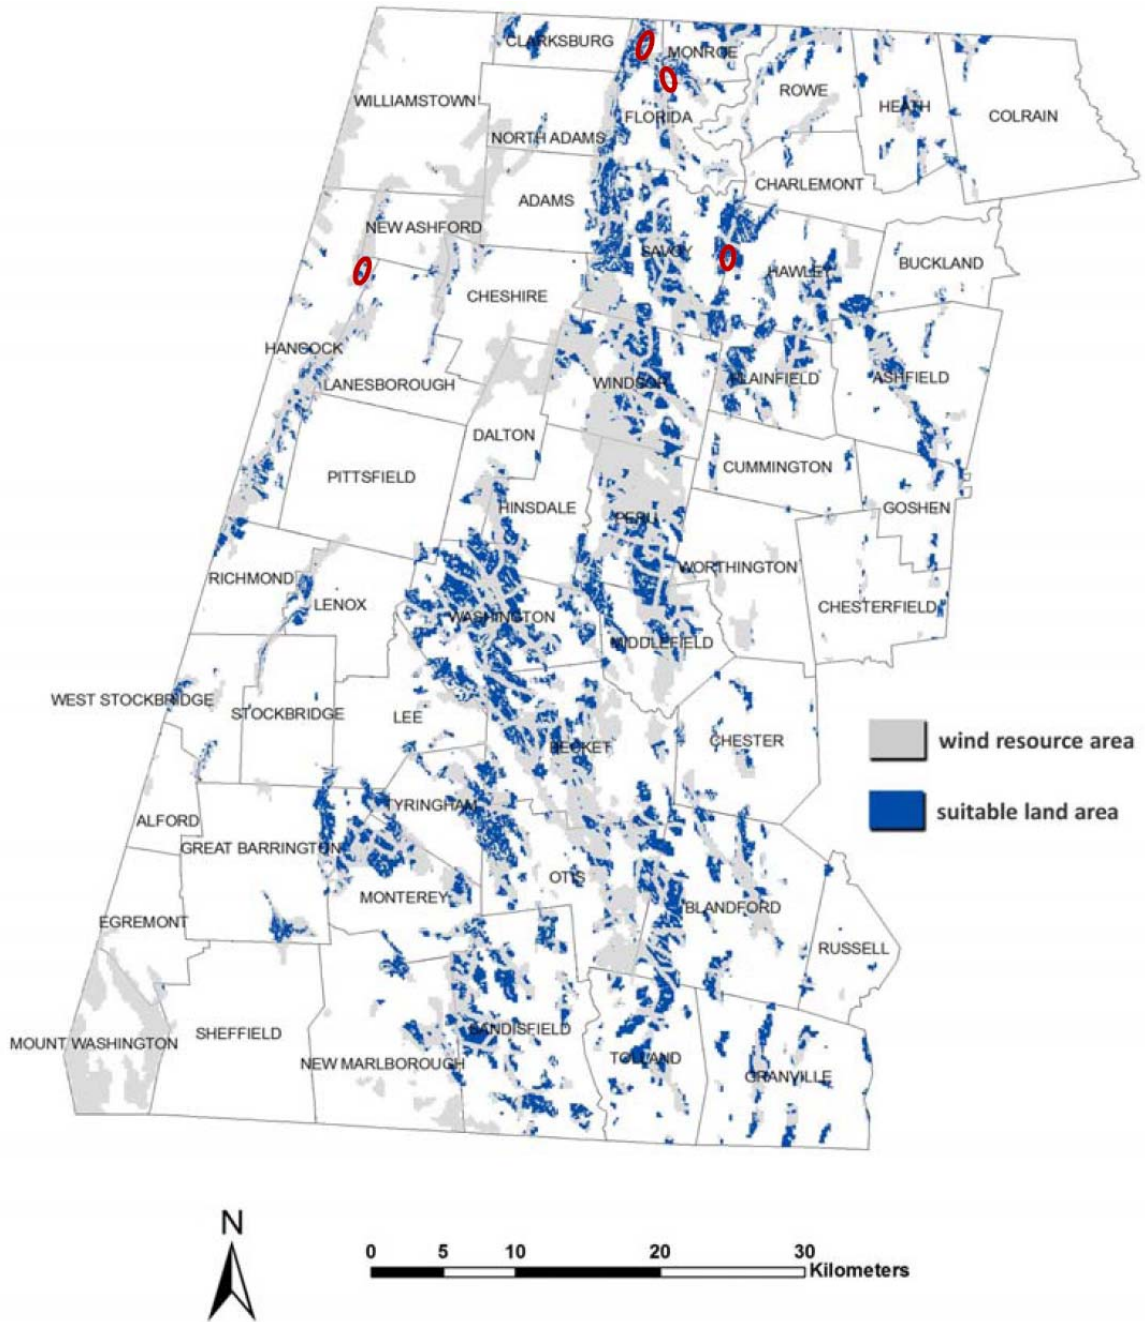 CLARKSBURG
MONROE
WILLIAMSTOWN
ROWE
HEATH
COLRAIN
FLORIDA
NORTH ADAMS
CHARLEMONT
ADAMS
NEW ASHFORD
SAVOY
HAWLEY
BUCKLAND
CHESHIRE
HANCOCK
LANESBOROUGH
WINDSOR
PLAINFIELD
ASHFIELD
DALTON
CUMMINGTON
PITTSFIELD
HINSDALE
GOSHEN
PERU
WORTHINGTON
RICHMOND
LENOX
CHESTERFIELD
WASHINGTON
MIDDLEFIELD
WEST STOCKBRIDGE
STOCKBRIDGE
LEE
BECKET
CHESTER
wind resource area
suitable land area
TYRINGHAM
ALFORD
GREAT BARRINGTON
OTIS
MONTEREY
BLANDFORD
EGREMONT
RUSSELL
SANDISFIELD
SHEFFIELD
MOUNT WASHINGTON
NEW MARLBOROUGH
TOLLAND
GRANVILLE
N
0 5 10 20 30
Kilometers